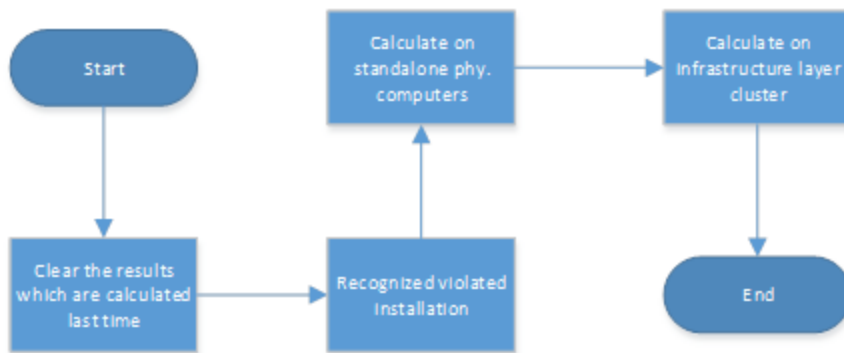 Start
Clear the results
which are calculated
last time
Recognized violated
installation
Calculate on
standalone phy.
computers
Calculate on
infrastructure layer
cluster
End